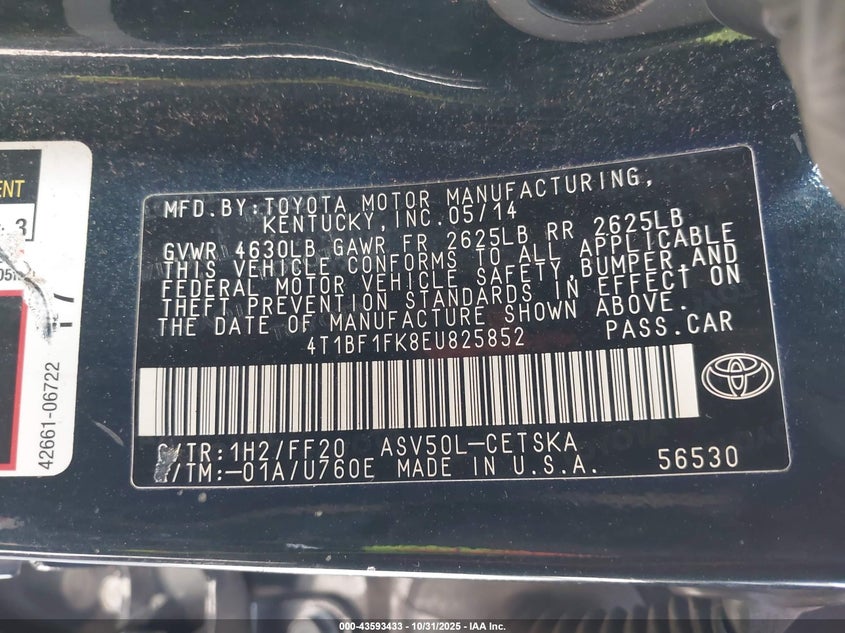 ENT
3
42661-06722
MFD.BY:TOYOTA MOTOR MANUFACTURING,
KENTUCKY,INC.05/14
GVWR 4630LB GAWR FR 2625LB RR 2625LB
THIS VEHICLE CONFORMS TO ALL APPLICABLE
FEDERAL MOTOR VEHICLE SAFETY,BUMPER,AND
THEFT PREVENTION STANDARDS IN EFFECT ON
THE DATE OF MANUFACTURE SHOWN ABOVE.
4T1BF1FK8EU825852 PASS.CAR
/TR:1H2/FF20 ASV50L-CETSKA
/TM:-01A/U760E MADE IN U.S.A. 56530
000-43593433 - 10/31/2025 - IAA Inc.